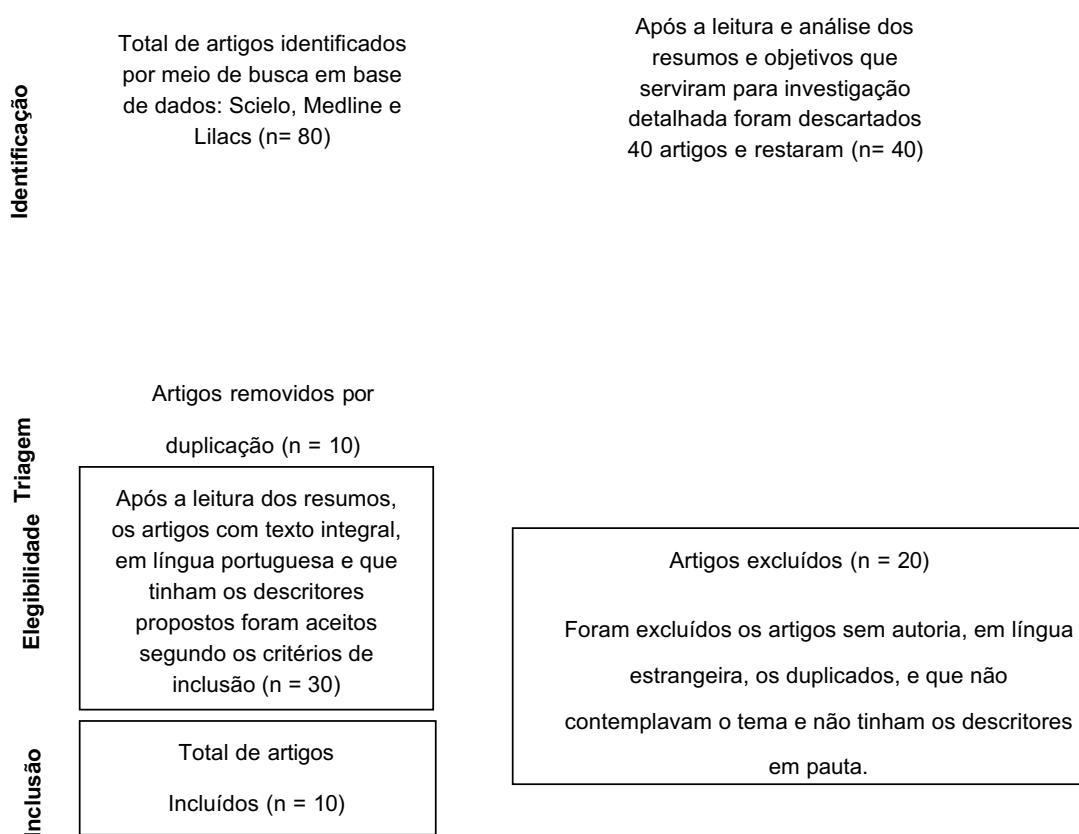 Identificação
Total de artigos identificados
por meio de busca em base
de dados: Scielo, Medline e
Lilacs (n= 80)
Após a leitura e análise dos
resumos e objetivos que
serviram para investigação
detalhada foram descartados
40 artigos e restaram (n= 40)
Triagem
Artigos removidos por
duplicação (n = 10)
Elegibilidade
Após a leitura dos resumos,
os artigos com texto integral,
em língua portuguesa e que
tinham os descritores
propostos foram aceitos
segundo os critérios de
inclusão (n = 30)
Artigos excluídos (n = 20)
Foram excluídos os artigos sem autoria, em língua
estrangeira, os duplicados, e que não
contemplavam o tema e não tinham os descritores
em pauta.
Inclusão
Total de artigos
Incluídos (n = 10)